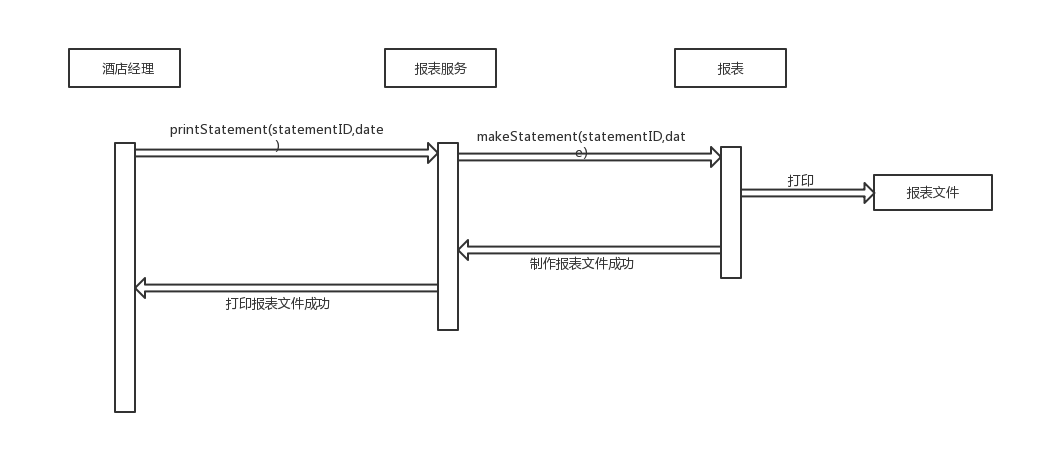 酒店经理
报表服务
报表
printStatement(statementID,date
)
makeStatement(statementID,dat
e)
打印
报表文件
制作报表文件成功
打印报表文件成功